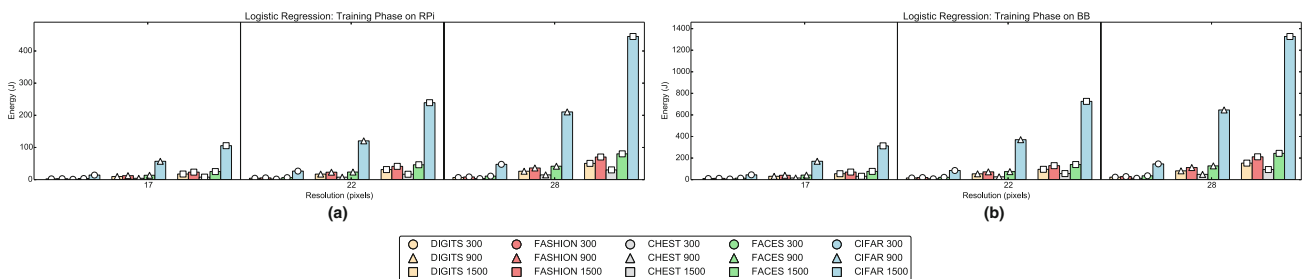 Logistic Regression: Training Phase on RPi
Energy (J)
400
300
200
100
0
17
22
28
Resolution (pixels)
(a)
Logistic Regression: Training Phase on BB
Energy (J)
1400
1200
1000
800
600
400
200
0
17
22
28
Resolution (pixels)
(b)
DIGITS 300 FASHION 300 CHEST 300 FACES 300 CIFAR 300
DIGITS 900 FASHION 900 CHEST 900 FACES 900 CIFAR 900
DIGITS 1500 FASHION 1500 CHEST 1500 FACES 1500 CIFAR 1500